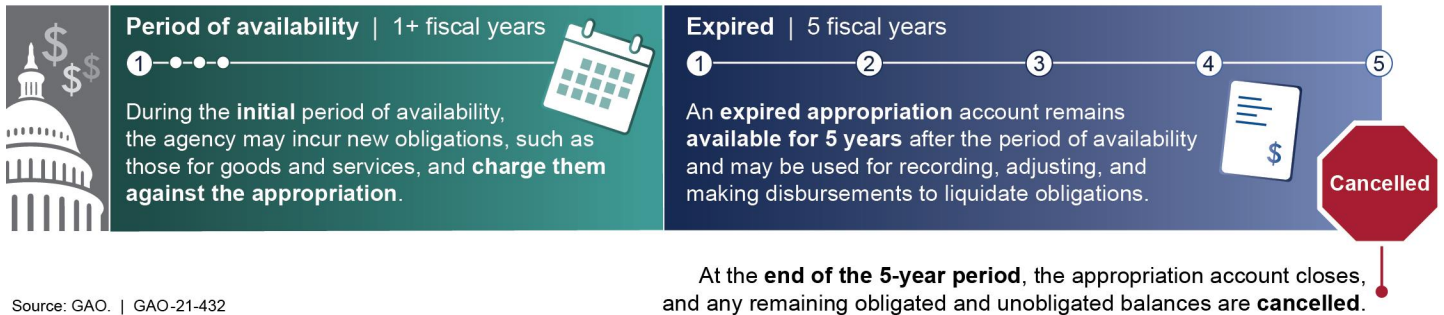 Period of availability | 1+ fiscal years
1
During the initial period of availability,
the agency may incur new obligations, such as
those for goods and services, and charge them
against the appropriation.
$
$
$
Expired | 5 fiscal years
1 2 3 4 5
An expired appropriation account remains
available for 5 years after the period of availability
and may be used for recording, adjusting, and
making disbursements to liquidate obligations.
$
Cancelled
At the end of the 5-year period, the appropriation account closes,
and any remaining obligated and unobligated balances are cancelled.
Source: GAO. | GAO-21-432